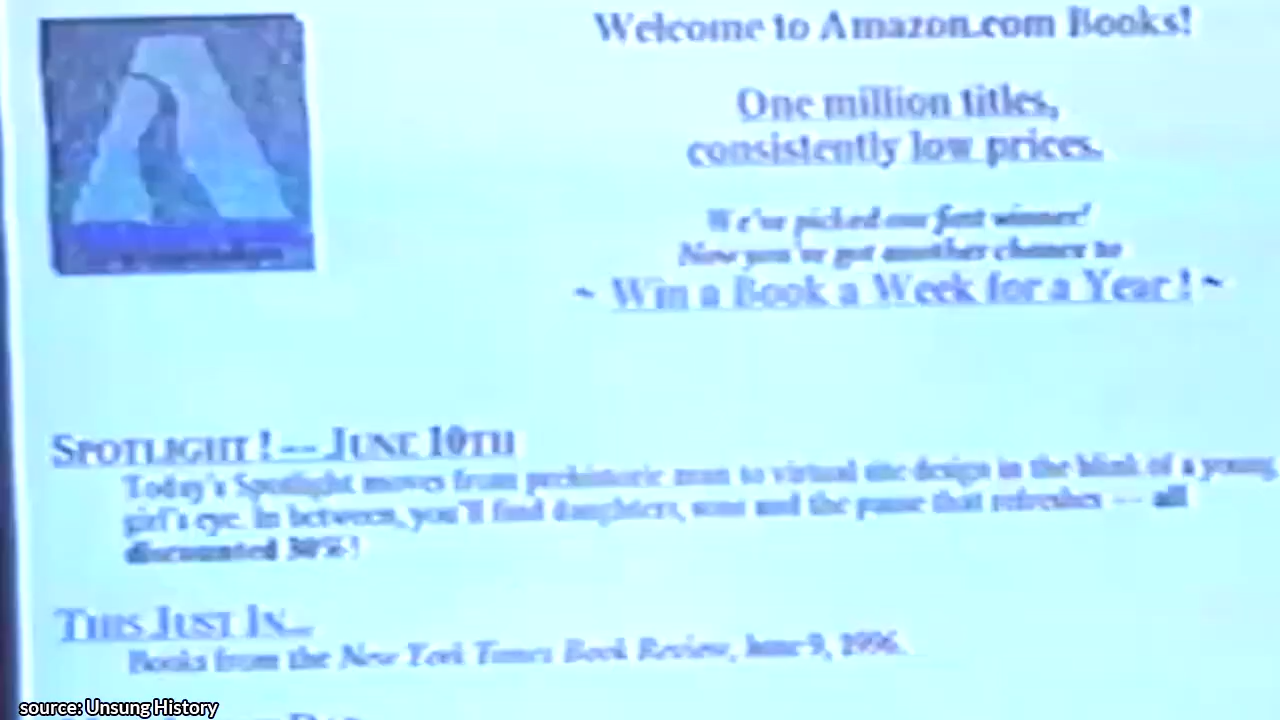 Welcome to Amazon.com Books!
One million titles,
consistently low prices.
We've picked our first winner!
Now you've got another chance to
~ Win a Book a Week for a Year! ~
SPOTLIGHT! -- JUNE 10TH
Today's Spotlight moves from prehistoric man to virtual site design in the blink of a young
girl's eye. In between, you'll find daughters, sons and the pause that refreshes -- all
discounted 30%!
THIS JUST IN...
Books from the New York Times Book Review, June 9, 1996.
source: Unsung History